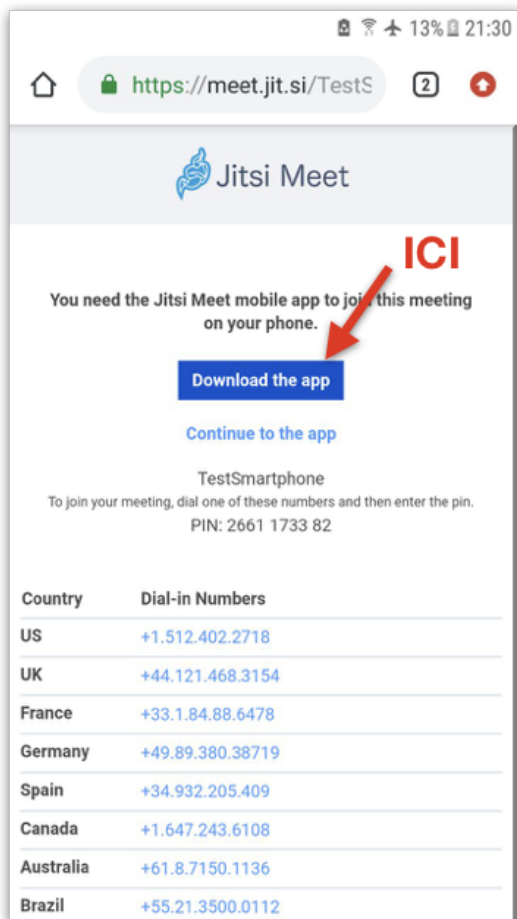 13% 21:30
https://meet.jit.si/TestS 2
Jitsi Meet
ICI
You need the Jitsi Meet mobile app to join this meeting
on your phone.
Download the app
Continue to the app
TestSmartphone
To join your meeting, dial one of these numbers and then enter the pin.
PIN: 2661 1733 82
Country Dial-in Numbers
US +1.512.402.2718
UK +44.121.468.3154
France +33.1.84.88.6478
Germany +49.89.380.38719
Spain +34.932.205.409
Canada +1.647.243.6108
Australia +61.8.7150.1136
Brazil +55.21.3500.0112